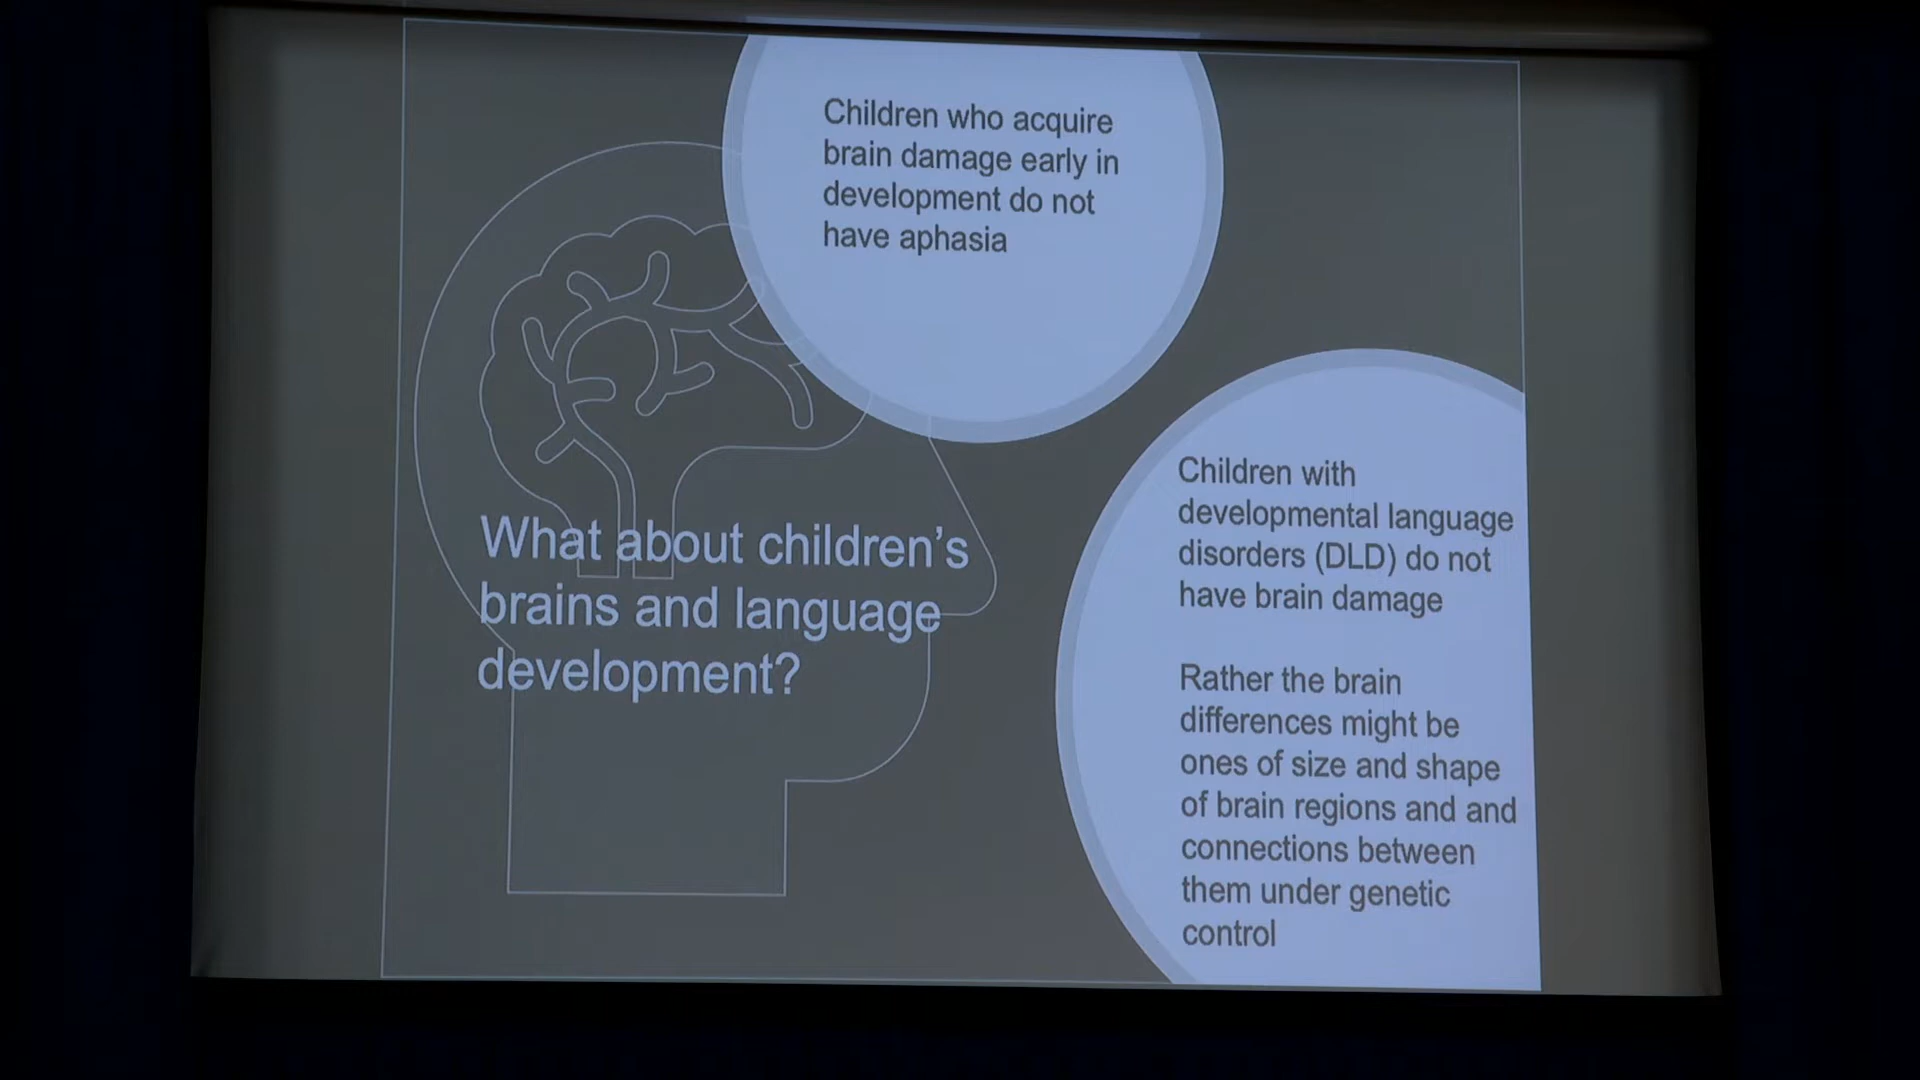 What about children's
brains and language
development?
Children who acquire
brain damage early in
development do not
have aphasia
Children with
developmental language
disorders (DLD) do not
have brain damage
Rather the brain
differences might be
ones of size and shape
of brain regions and and
connections between
them under genetic
control